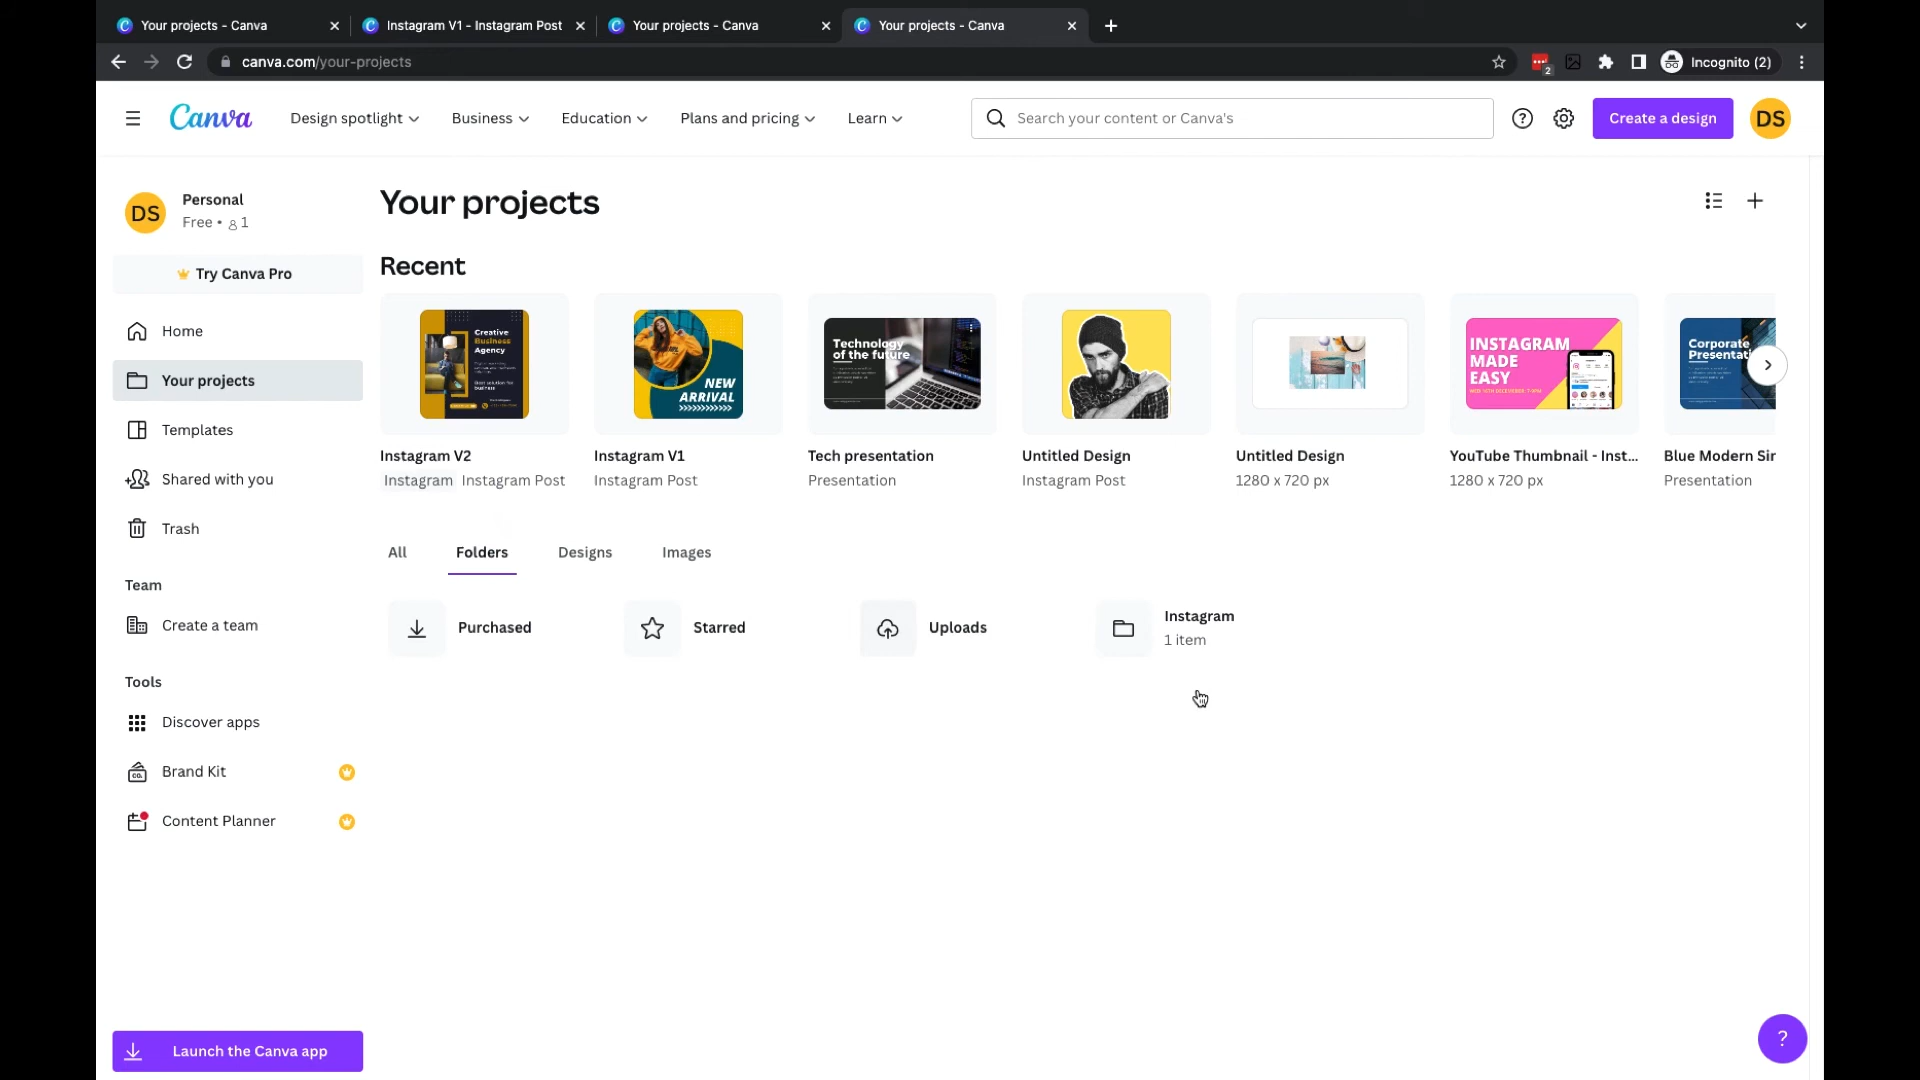 Your projects - Canva
Instagram V1 - Instagram Post
Your projects - Canva
Your projects - Canva
canva.com/your-projects
2
Incognito (2)
Canva
Design spotlight
Business
Education
Plans and pricing
Learn
Search your content or Canva's
Create a design
DS
DS
Personal
Free • 1
Try Canva Pro
Home
Your projects
Templates
Shared with you
Trash
Team
Create a team
Tools
Discover apps
Brand Kit
Content Planner
Launch the Canva app
Your projects
Recent
Creative
Business
Agency
NEW
ARRIVAL
Technology
of the future
INSTAGRAM
MADE
EASY
Corporate
Instagram V2
Instagram Instagram Post
Instagram V1
Instagram Post
Tech presentation
Presentation
Untitled Design
Instagram Post
Untitled Design
1280 x 720 px
YouTube Thumbnail - Inst...
1280 x 720 px
Blue Modern Sir
Presentation
All
Folders
Designs
Images
Purchased
Starred
Uploads
Instagram
1 item
?